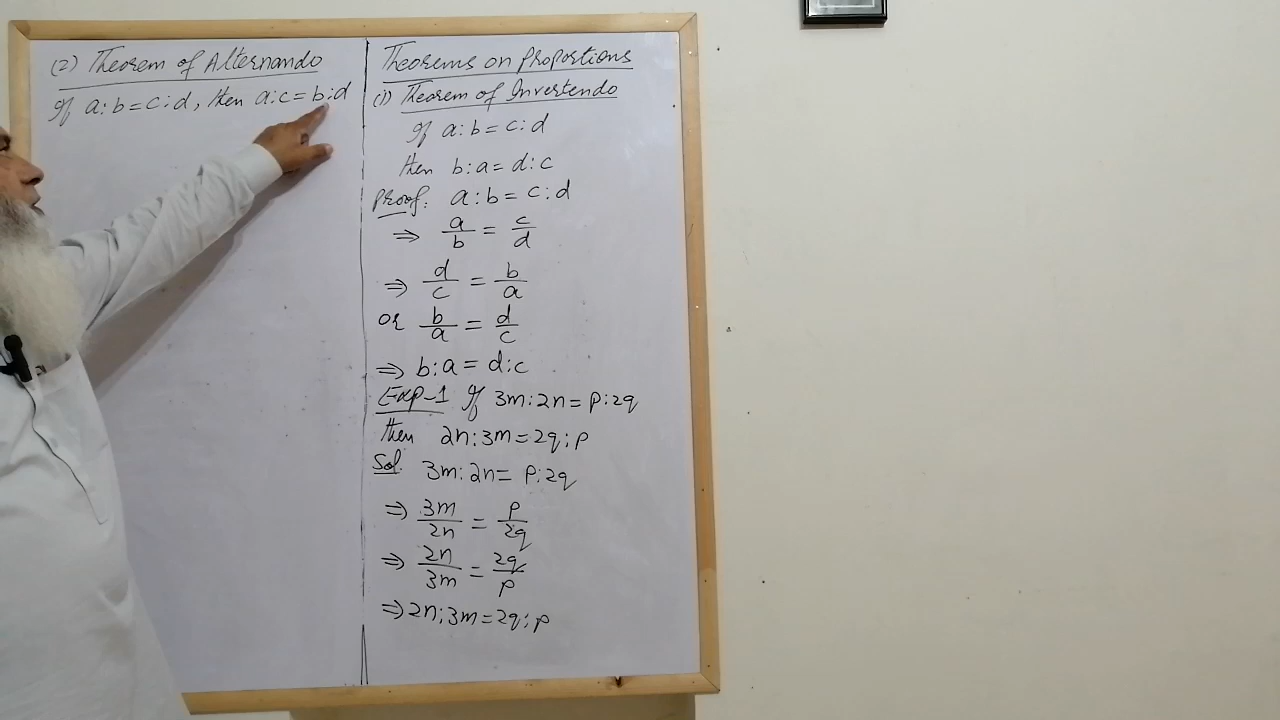 Theorems on Proportions
(1) Theorem of Invertendo
If a:b=c:d
then b:a=d:c
Proof: a:b=c:d
⇒ a/b = c/d
⇒ d/c = b/a
or b/a = d/c
⇒ b:a=d:c
Exp-1 If 3m:2n=p:2q
then 2n:3m=2q:p
Sol. 3m:2n=p:2q
⇒ 3m/2n = p/2q
⇒ 2n/3m = 2q/p
⇒ 2n:3m=2q:p
(2) Theorem of Alternando
If a:b=c:d, then a:c=b:d